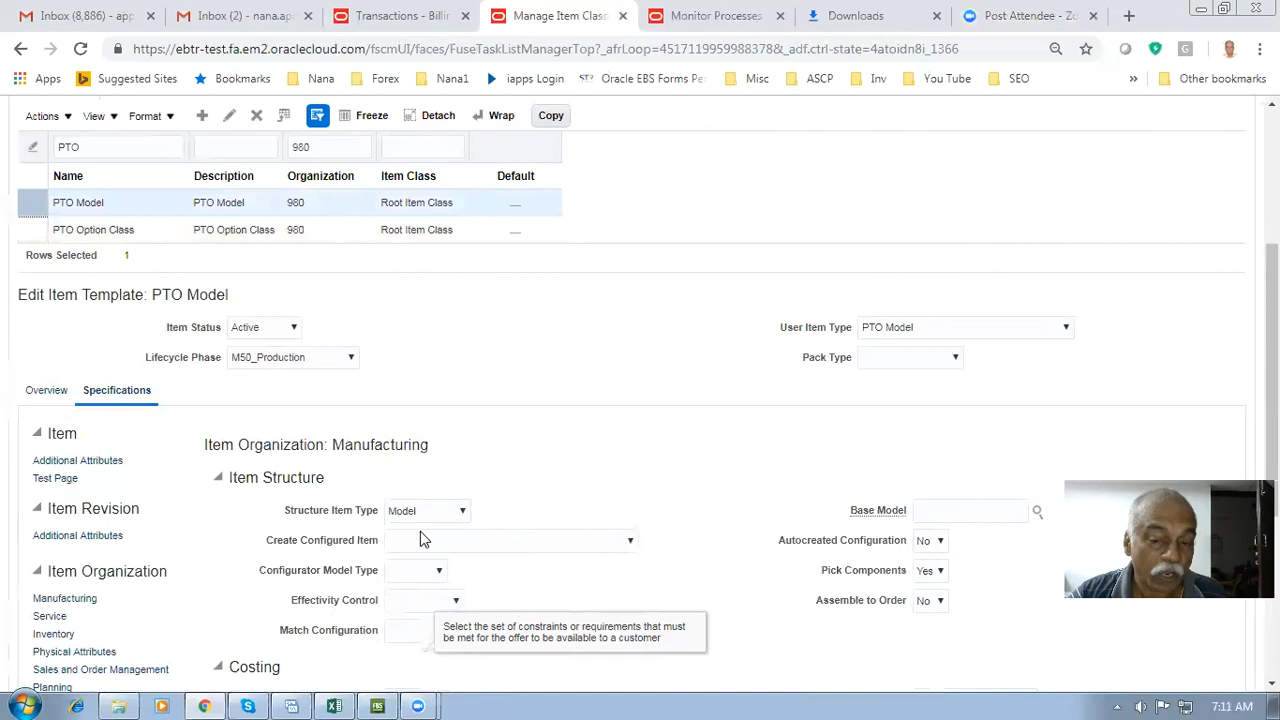 Inbox (8,886) - app
Inbox (2) - nana.ap
Transactions - Billi
Manage Item Class
Monitor Processe
Downloads
Post Attendee - Zo
https://ebtr-test.fa.em2.oraclecloud.com/fscmUI/faces/FuseTaskListManagerTop?_afrLoop=45171199599883​78&_adf.ctrl-state=4atoidn8i_1366
Apps
Suggested Sites
Bookmarks
Nana
Forex
Nana1
iapps Login
Oracle EBS Forms Pe
Misc
ASCP
Inv
You Tube
SEO
Other bookmarks
Actions View Format Freeze Detach Wrap Copy
PTO 980
Name Description Organization Item Class Default
PTO Model PTO Model 980 Root Item Class
PTO Option Class PTO Option Class 980 Root Item Class
Rows Selected 1
Edit Item Template: PTO Model
Item Status Active User Item Type PTO Model
Lifecycle Phase M50_Production Pack Type
Overview Specifications
Item
Additional Attributes
Test Page
Item Revision
Additional Attributes
Item Organization
Manufacturing
Service
Inventory
Physical Attributes
Sales and Order Management
Planning
Item Organization: Manufacturing
Item Structure
Structure Item Type Model Base Model
Create Configured Item Autocreated Configuration No
Configurator Model Type Pick Components Yes
Effectivity Control Assemble to Order No
Match Configuration
Select the set of constraints or requirements that must
be met for the offer to be available to a customer
Costing
7:11 AM